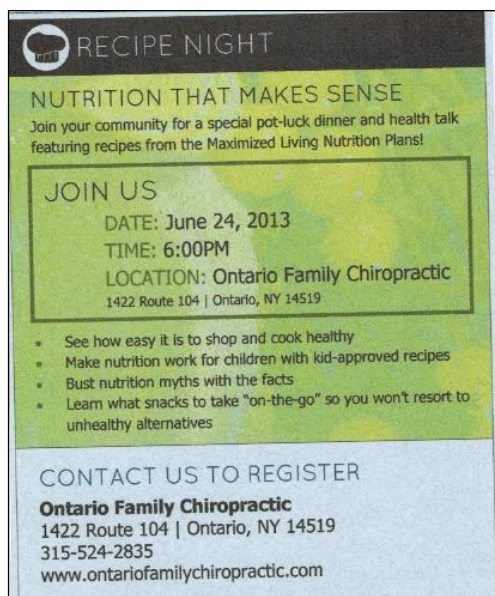 RECIPE NIGHT
NUTRITION THAT MAKES SENSE
Join your community for a special pot-luck dinner and health talk
featuring recipes from the Maximized Living Nutrition Plans!
JOIN US
DATE: June 24, 2013
TIME: 6:00PM
LOCATION: Ontario Family Chiropractic
1422 Route 104 | Ontario, NY 14519
• See how easy it is to shop and cook healthy
• Make nutrition work for children with kid-approved recipes
• Bust nutrition myths with the facts
• Learn what snacks to take "on-the-go" so you won't resort to
unhealthy alternatives
CONTACT US TO REGISTER
Ontario Family Chiropractic
1422 Route 104 | Ontario, NY 14519
315-524-2835
www.ontariofamilychiropractic.com